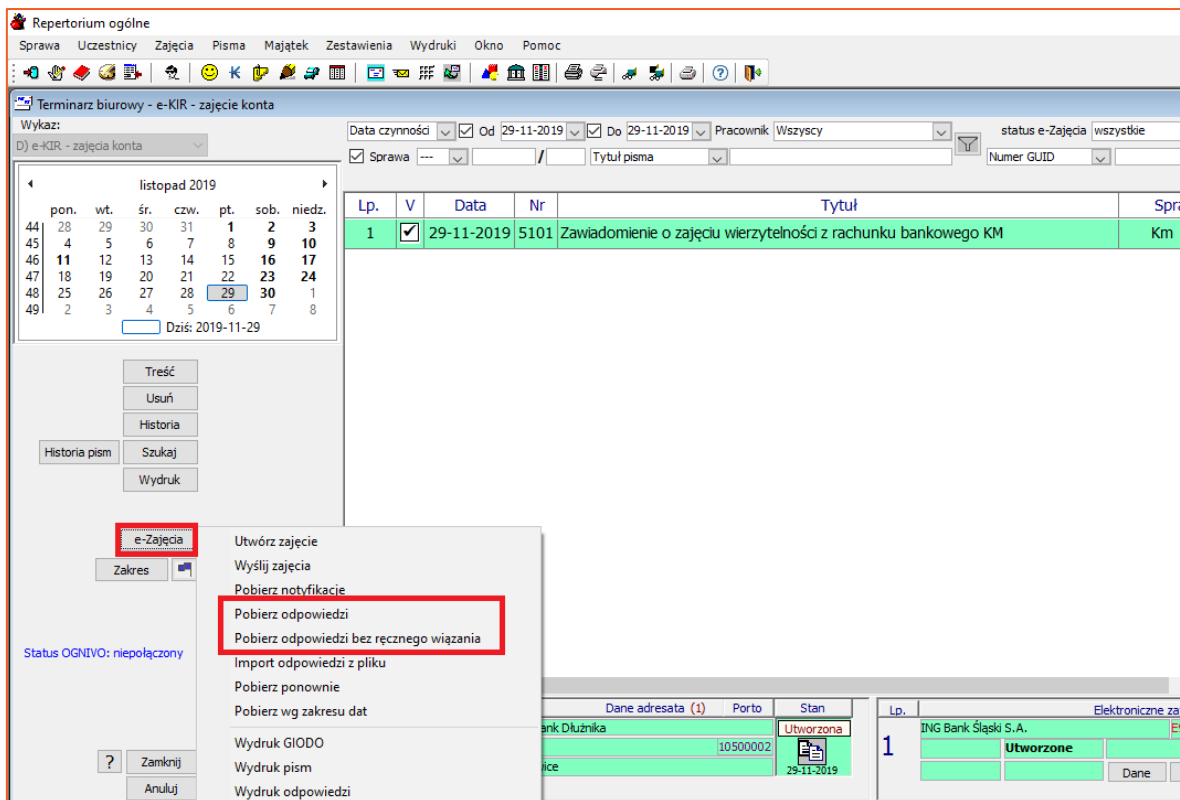 Repertorium ogólne
Sprawa Uczestnicy Zajęcia Pisma Majątek Zestawienia Wydruki Okno Pomoc
Terminarz biurowy - e-KIR - zajęcie konta
Wykaz:
D) e-KIR - zajęcia konta
Data czynności Od 29-11-2019 Do 29-11-2019 Pracownik Wszyscy status e-Zajęcia wszystkie
Sprawa --- / Tytuł pisma Numer GUID
listopad 2019
pon. wt. śr. czw. pt. sob. niedz.
44 28 29 30 31 1 2 3
45 4 5 6 7 8 9 10
46 11 12 13 14 15 16 17
47 18 19 20 21 22 23 24
48 25 26 27 28 29 30 1
49 2 3 4 5 6 7 8
Dziś: 2019-11-29
Lp. V Data Nr Tytuł Spra
1 29-11-2019 5101 Zawiadomienie o zajęciu wierzytelności z rachunku bankowego KM Km
Treść
Usuń
Historia
Historia pism Szukaj
Wydruk
e-Zajęcia
Zakres
Status OGNIVO: niepołączony
? Zamknij
Anuluj
Utwórz zajęcie
Wyślij zajęcia
Pobierz notyfikacje
Pobierz odpowiedzi
Pobierz odpowiedzi bez ręcznego wiązania
Import odpowiedzi z pliku
Pobierz ponownie
Pobierz wg zakresu dat
Wydruk GIODO
Wydruk pism
Wydruk odpowiedzi
Dane adresata (1) Porto Stan
ank Dłużnika Utworzona
10500002
ice 29-11-2019
Lp. Elektroniczne za
1 ING Bank Śląski S.A.
Utworzone
Dane